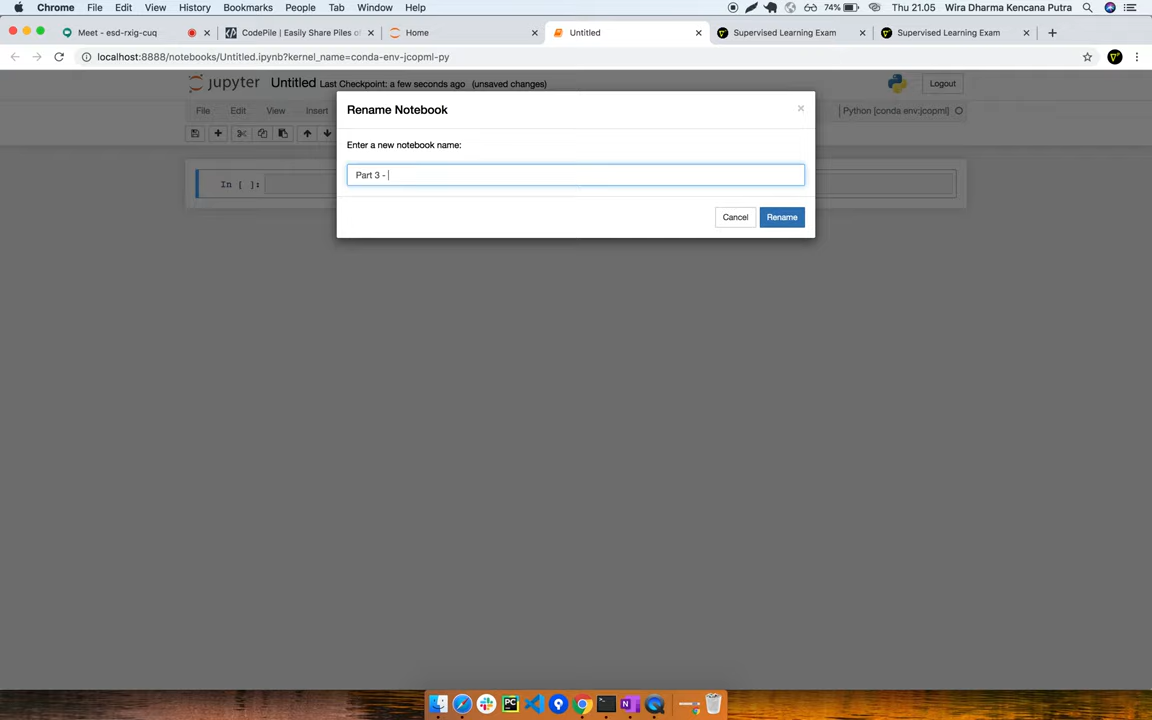 Chrome File Edit View History Bookmarks People Tab Window Help 74% Thu 21.05 Wira Dharma Kencana Putra
Meet - esd-rxig-cuq CodePile | Easily Share Piles of Home Untitled Supervised Learning Exam Supervised Learning Exam
localhost:8888/notebooks/Untitled.ipynb?kernel_name=conda-env-jcopml-py
jupyter Untitled Last Checkpoint: a few seconds ago (unsaved changes) Logout
File Edit View Insert Python [conda env:jcopml]
Rename Notebook
Enter a new notebook name:
Part 3 -
In [ ]:
Cancel Rename